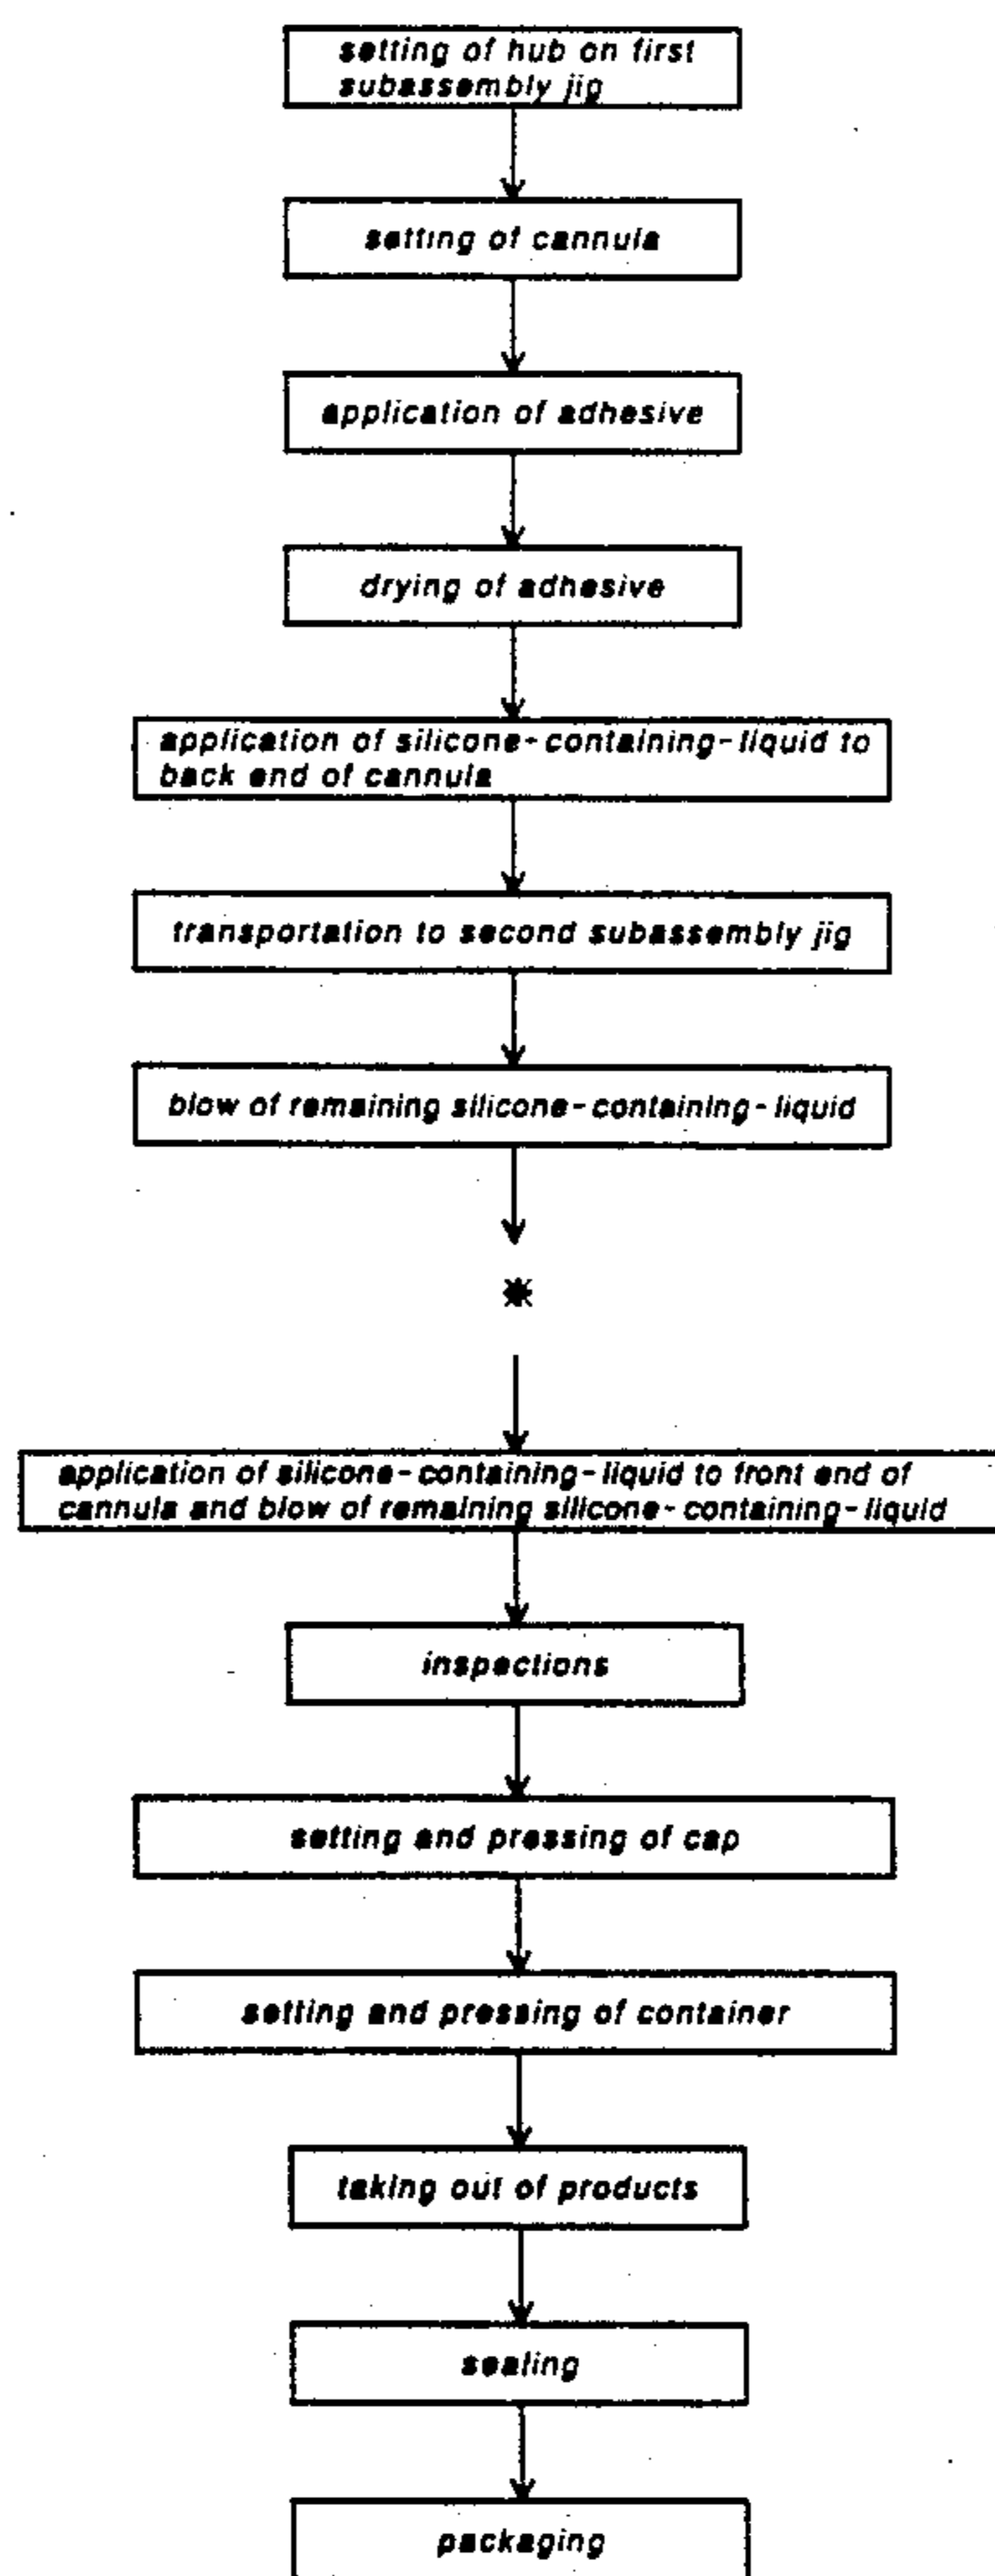 setting of hub on first
subassembly jig
setting of cannula
application of adhesive
drying of adhesive
application of silicone-containing-liquid to
back end of cannula
transportation to second subassembly jig
blow of remaining silicone-containing-liquid
*
application of silicone-containing-liquid to front end of
cannula and blow of remaining silicone-containing-liquid
inspections
setting and pressing of cap
setting and pressing of container
taking out of products
sealing
packaging